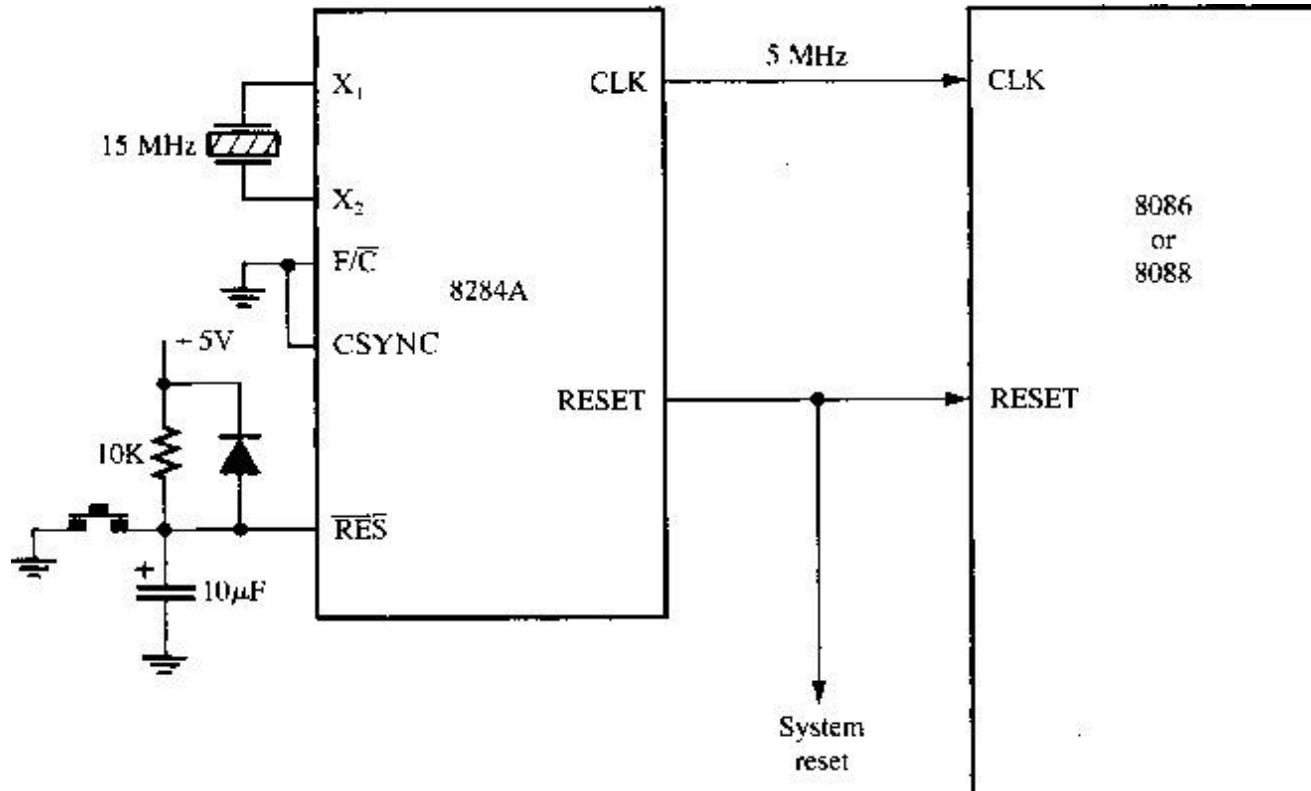 5 MHz
X₁
CLK
CLK
15 MHz
X₂
8086
or
8088
F/C̅
8284A
+5V
CSYNC
RESET
RESET
10K
R̅E̅S̅
+
10μF
System
reset